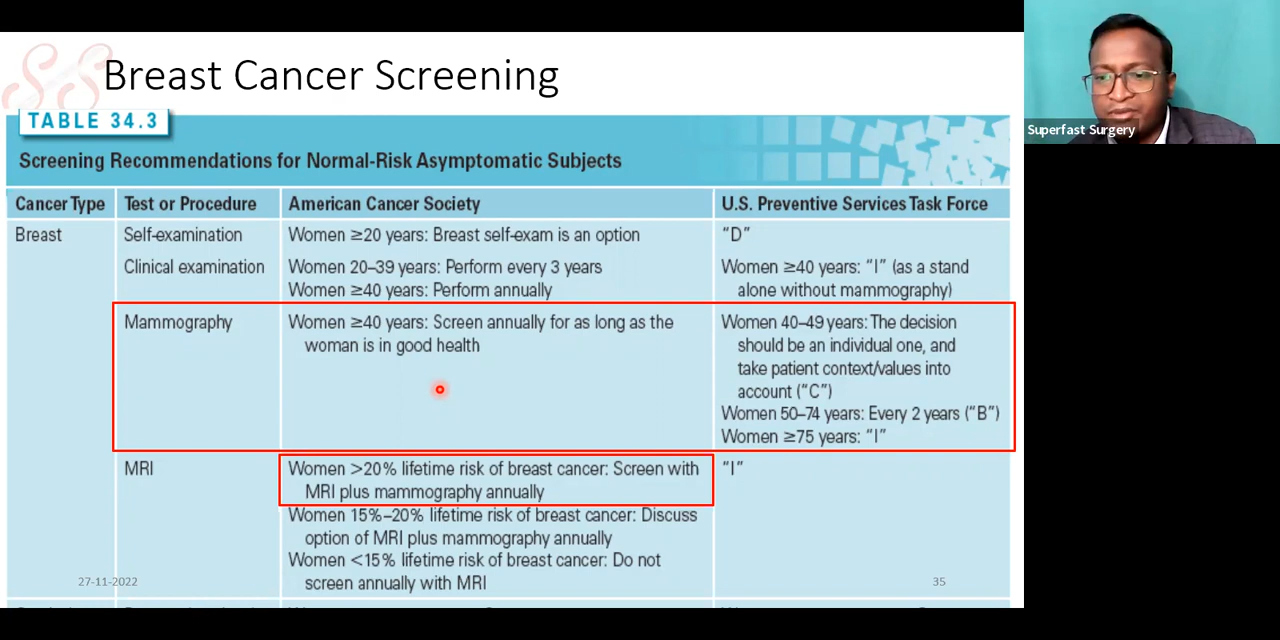 Breast Cancer Screening
TABLE 34.3
Screening Recommendations for Normal-Risk Asymptomatic Subjects
Cancer Type Test or Procedure American Cancer Society U.S. Preventive Services Task Force
Breast Self-examination Women ≥20 years: Breast self-exam is an option "D"
Clinical examination Women 20–39 years: Perform every 3 years Women ≥40 years: "I" (as a stand
Women ≥40 years: Perform annually alone without mammography)
Mammography Women ≥40 years: Screen annually for as long as the Women 40–49 years: The decision
woman is in good health should be an individual one, and
take patient context/values into
account ("C")
Women 50–74 years: Every 2 years ("B")
Women ≥75 years: "I"
MRI Women >20% lifetime risk of breast cancer: Screen with "I"
MRI plus mammography annually
Women 15%–20% lifetime risk of breast cancer: Discuss
option of MRI plus mammography annually
Women <15% lifetime risk of breast cancer: Do not
screen annually with MRI
27-11-2022 35
Superfast Surgery